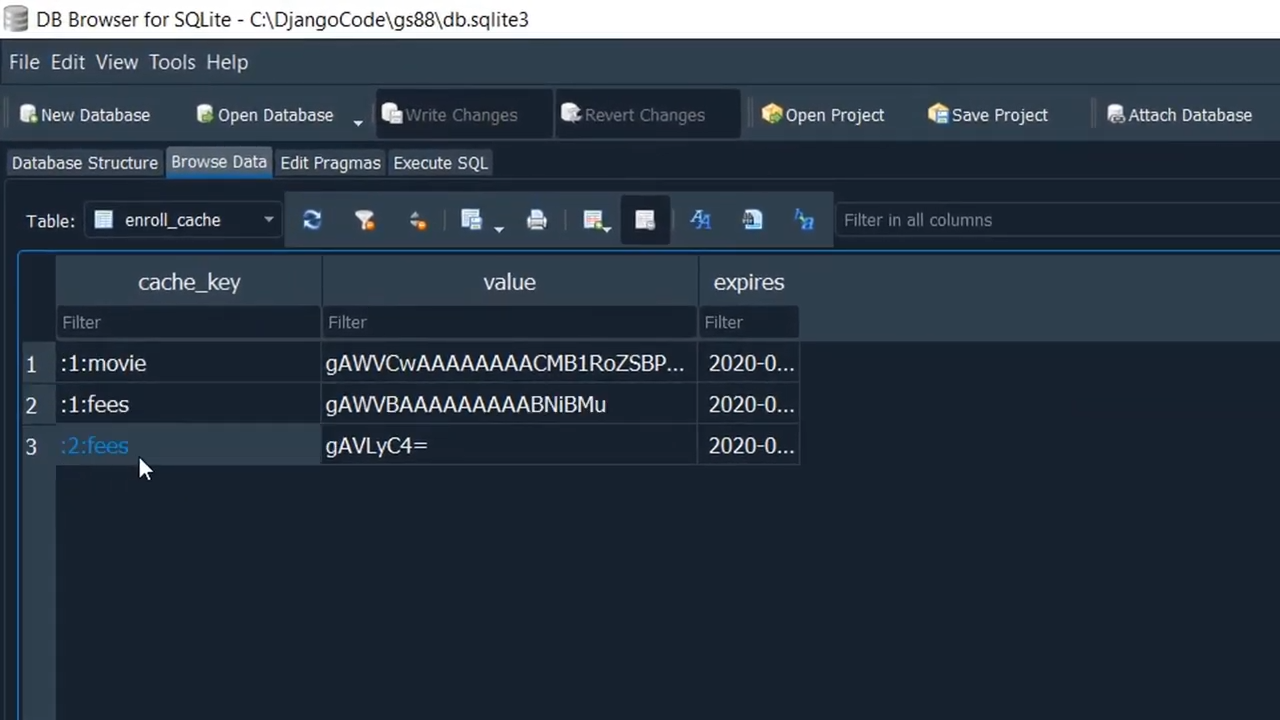 DB Browser for SQLite - C:\DjangoCode\gs88\db.sqlite3
File Edit View Tools Help
New Database Open Database Write Changes Revert Changes Open Project Save Project Attach Database
Database Structure Browse Data Edit Pragmas Execute SQL
Table: enroll_cache Filter in all columns
cache_key value expires
Filter Filter Filter
1 :1:movie gAWVCwAAAAAAAACMB1RoZSBP... 2020-0...
2 :1:fees gAWVBAAAAAAAAABNiBMu 2020-0...
3 :2:fees gAVLyC4= 2020-0...